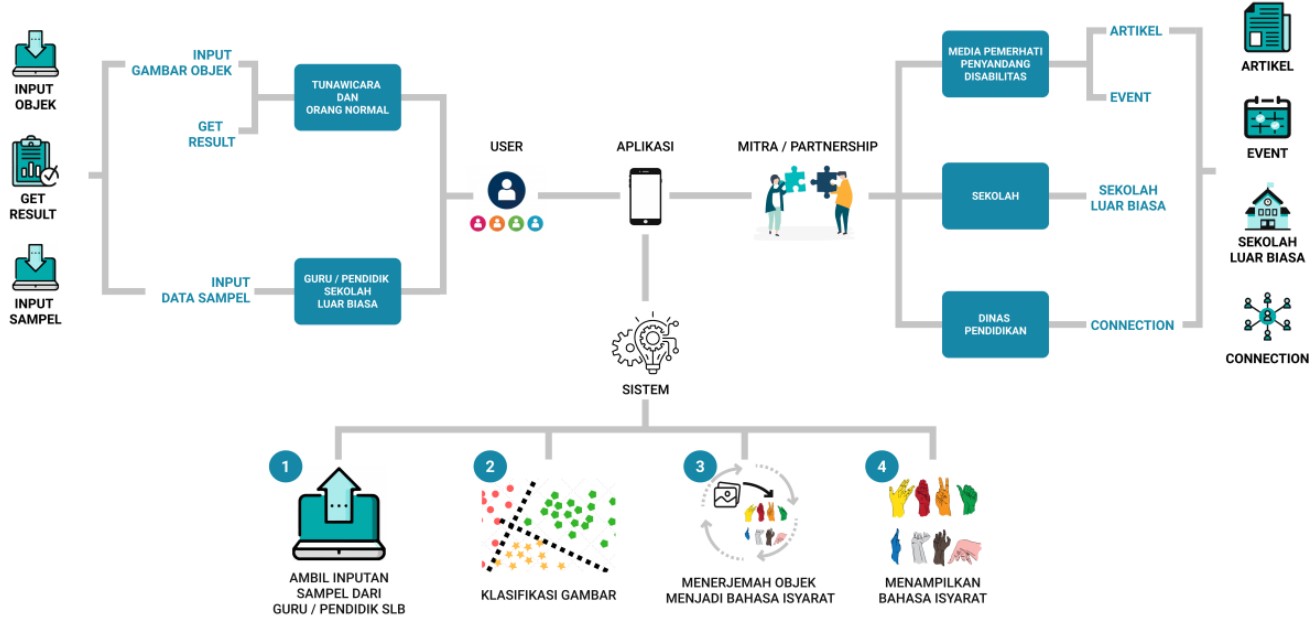 INPUT
OBJEK
GET
RESULT
INPUT
SAMPEL
INPUT
GAMBAR OBJEK
GET
RESULT
INPUT
DATA SAMPEL
TUNAWICARA
DAN
ORANG NORMAL
GURU / PENDIDIK
SEKOLAH
LUAR BIASA
USER
APLIKASI
MITRA / PARTNERSHIP
MEDIA PEMERHATI
PENYANDANG
DISABILITAS
SEKOLAH
DINAS
PENDIDIKAN
ARTIKEL
EVENT
SEKOLAH
LUAR BIASA
CONNECTION
ARTIKEL
EVENT
SEKOLAH
LUAR BIASA
CONNECTION
SISTEM
1
AMBIL INPUTAN
SAMPEL DARI
GURU / PENDIDIK SLB
2
KLASIFIKASI GAMBAR
3
MENERJEMAH OBJEK
MENJADI BAHASA ISYARAT
4
MENAMPILKAN
BAHASA ISYARAT